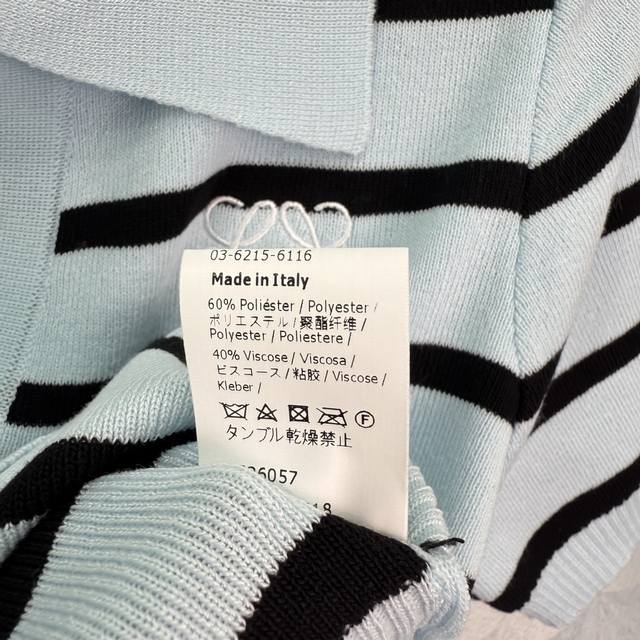 03-6215-6116
Made in Italy
60% Poliéster / Polyester /
ポリエステル / 聚酯纤维 /
Polyester / Poliestere /
40% Viscose / Viscosa /
ビスコース / 粘胶 / Viscose /
Kleber /
F
タンブル乾燥禁止
6057
18